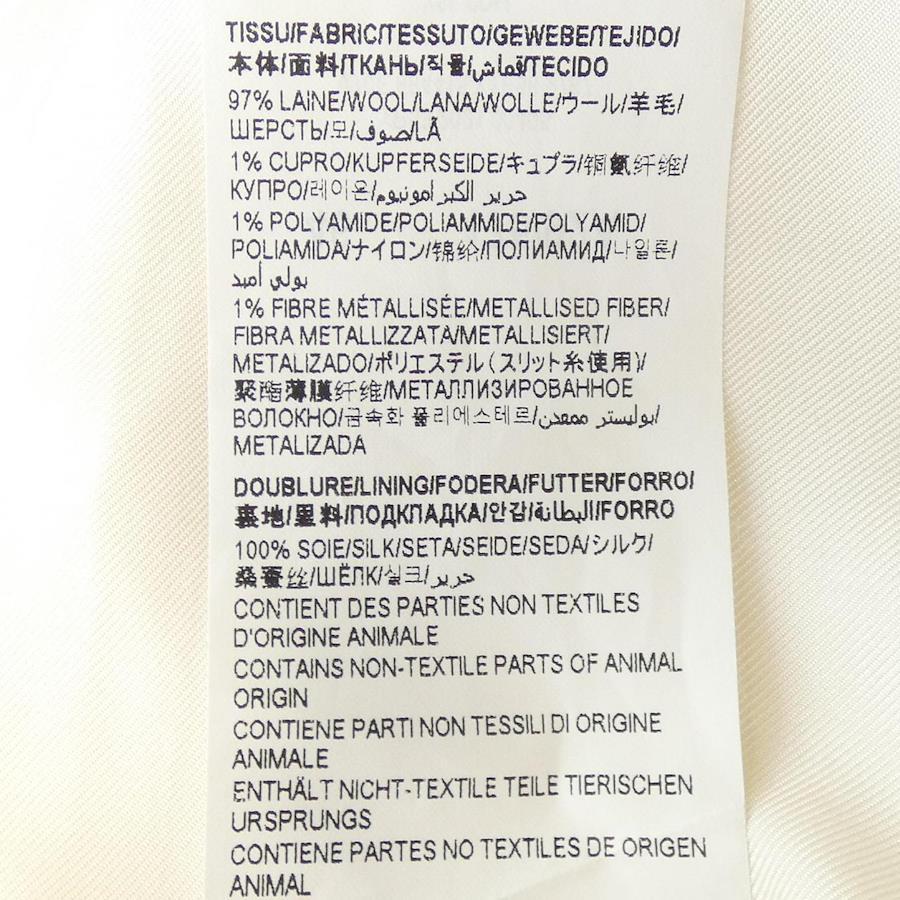 TISSU/FABRIC/TESSUTO/GEWEBE/TEJIDO/
本体/面料/ТКАНЬ/직물/قماش/TECIDO
97% LAINE/WOOL/LANA/WOLLE/ウール/羊毛/
ШЕРСТЬ/모/صوف/LÃ
1% CUPRO/KUPFERSEIDE/キュプラ/铜氨纤维/
КУПРО/레이온/حرير الكبرامونيوم
1% POLYAMIDE/POLIAMMIDE/POLYAMID/
POLIAMIDA/ナイロン/锦纶/ПОЛИАМИД/나일론/
بولي أميد
1% FIBRE MÉTALLISÉE/METALLISED FIBER/
FIBRA METALLIZZATA/METALLISIERT/
METALIZADO/ポリエステル(スリット糸使用)/
聚酯薄膜纤维/МЕТАЛЛИЗИРОВАННОЕ
ВОЛОКНО/금속화 폴리에스테르/بوليستر ممعدن/
METALIZADA
DOUBLURE/LINING/FODERA/FUTTER/FORRO/
裏地/里料/ПОДКЛАДКА/안감/البطانة/FORRO
100% SOIE/SILK/SETA/SEIDE/SEDA/シルク/
桑蚕丝/ШЁЛК/실크/حرير
CONTIENT DES PARTIES NON TEXTILES
D'ORIGINE ANIMALE
CONTAINS NON-TEXTILE PARTS OF ANIMAL
ORIGIN
CONTIENE PARTI NON TESSILI DI ORIGINE
ANIMALE
ENTHÄLT NICHT-TEXTILE TEILE TIERISCHEN
URSPRUNGS
CONTIENE PARTES NO TEXTILES DE ORIGEN
ANIMAL